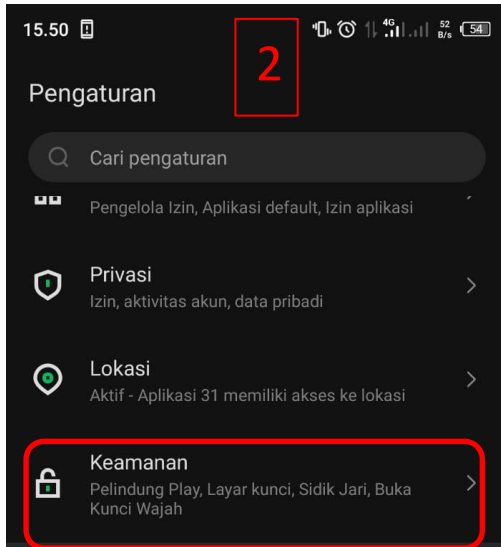 15.50 4G 52 B/s 54
2
Pengaturan
Cari pengaturan
Pengelola Izin, Aplikasi default, Izin aplikasi
Privasi
Izin, aktivitas akun, data pribadi
Lokasi
Aktif - Aplikasi 31 memiliki akses ke lokasi
Keamanan
Pelindung Play, Layar kunci, Sidik Jari, Buka
Kunci Wajah